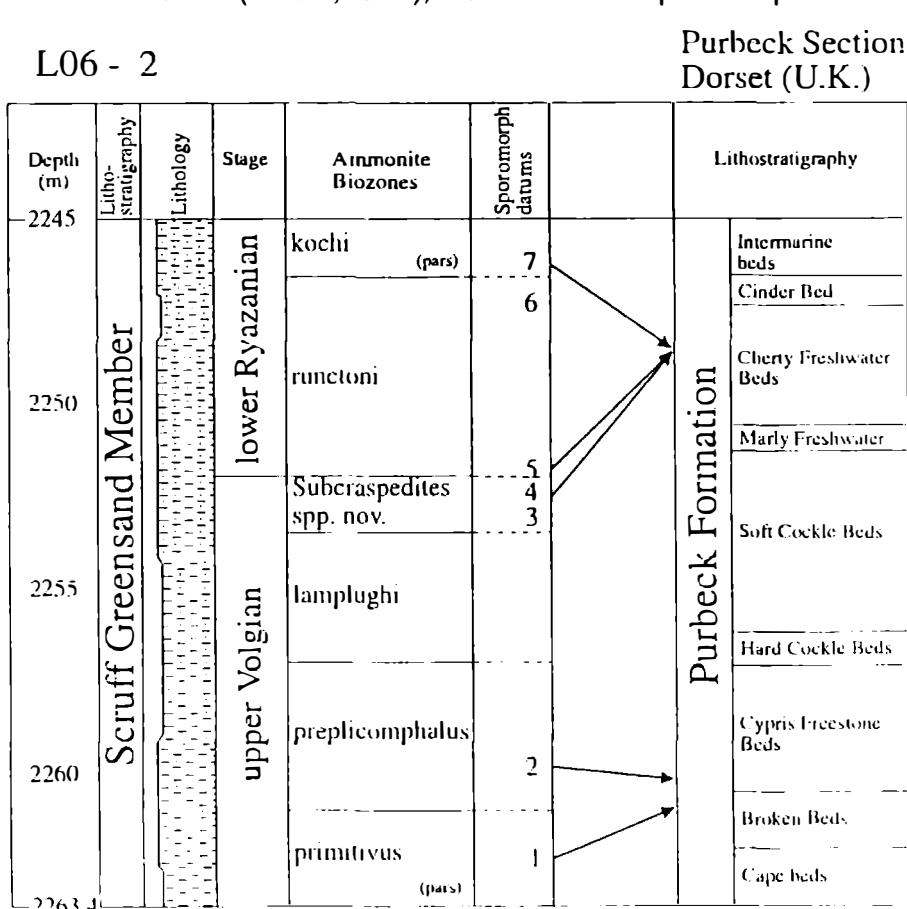 L06 - 2
Purbeck Section
Dorset (U.K.)
Depth
(m)
Litho-
stratigraphy
Lithology
Stage
Ammonite
Biozones
Sporomorph
datums
Lithostratigraphy
2245
2250
2255
2260
2263.4
Scruff Greensand Member
lower Ryazanian
upper Volgian
kochi
(pars)
runctoni
Subcraspedites
spp. nov.
lamplughi
preplicomphalus
primitivus
(pars)
7
6
5
4
3
2
1
Purbeck Formation
Intermarine
beds
Cinder Bed
Cherty Freshwater
Beds
Marly Freshwater
Soft Cockle Beds
Hard Cockle Beds
Cypris Freestone
Beds
Broken Beds
Cape beds